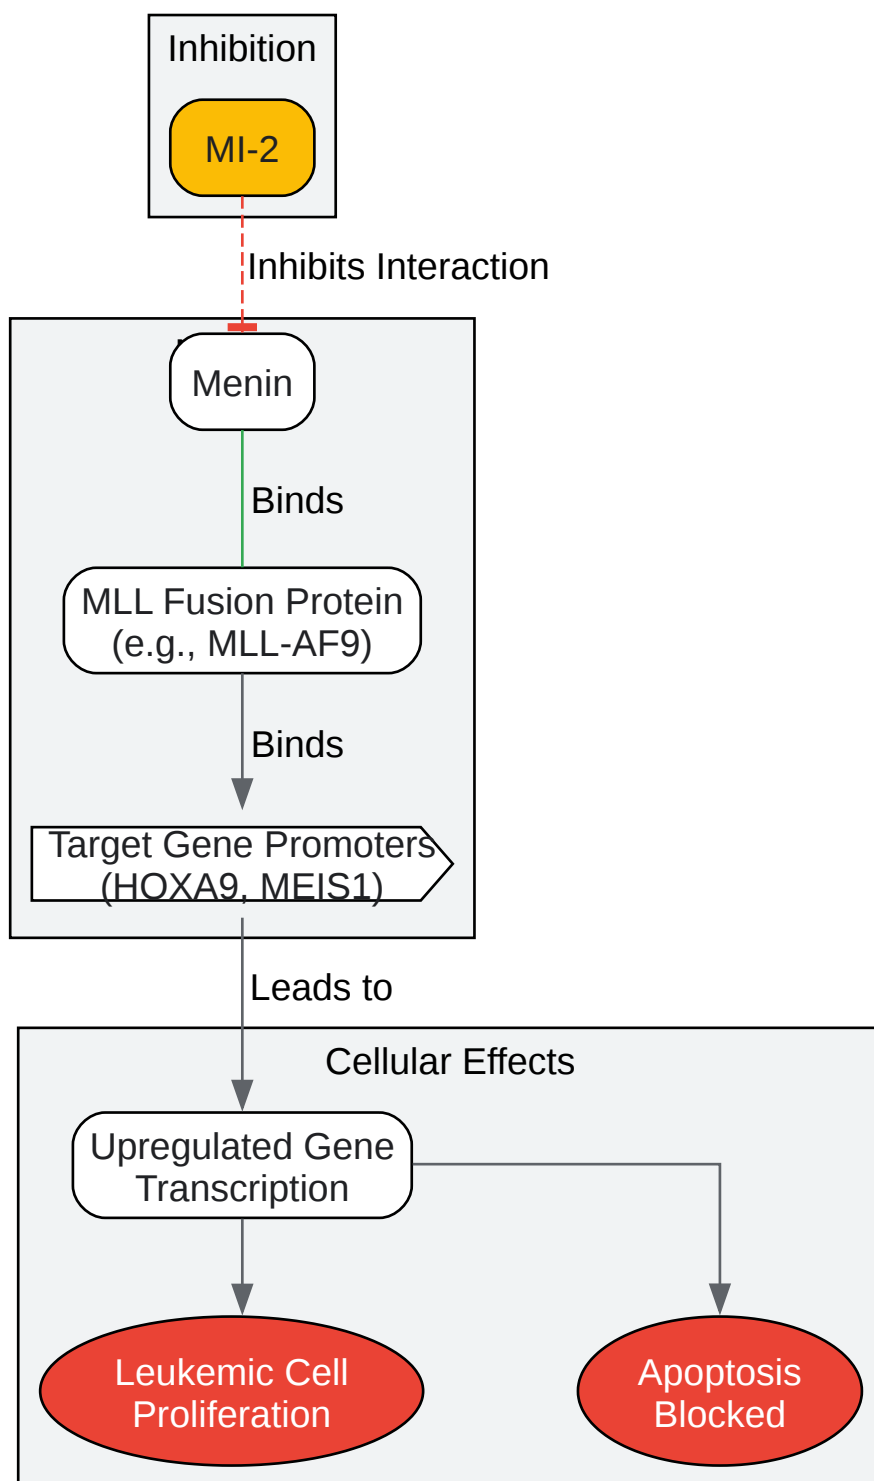 Inhibition
MI-2
Inhibits Interaction
Menin
Binds
MLL Fusion Protein
(e.g., MLL-AF9)
Binds
Target Gene Promoters
(HOXA9, MEIS1)
Leads to
Cellular Effects
Upregulated Gene
Transcription
Leukemic Cell
Proliferation
Apoptosis
Blocked